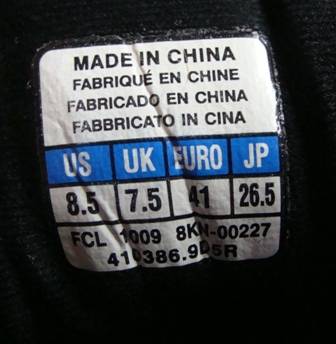 MADE IN CHINA
FABRIQUÉ EN CHINE
FABRICADO EN CHINA
FABBRICATO IN CINA
US UK EURO JP
8.5 7.5 41 26.5
FCL 1009 8KN-00227
410386.9D5R